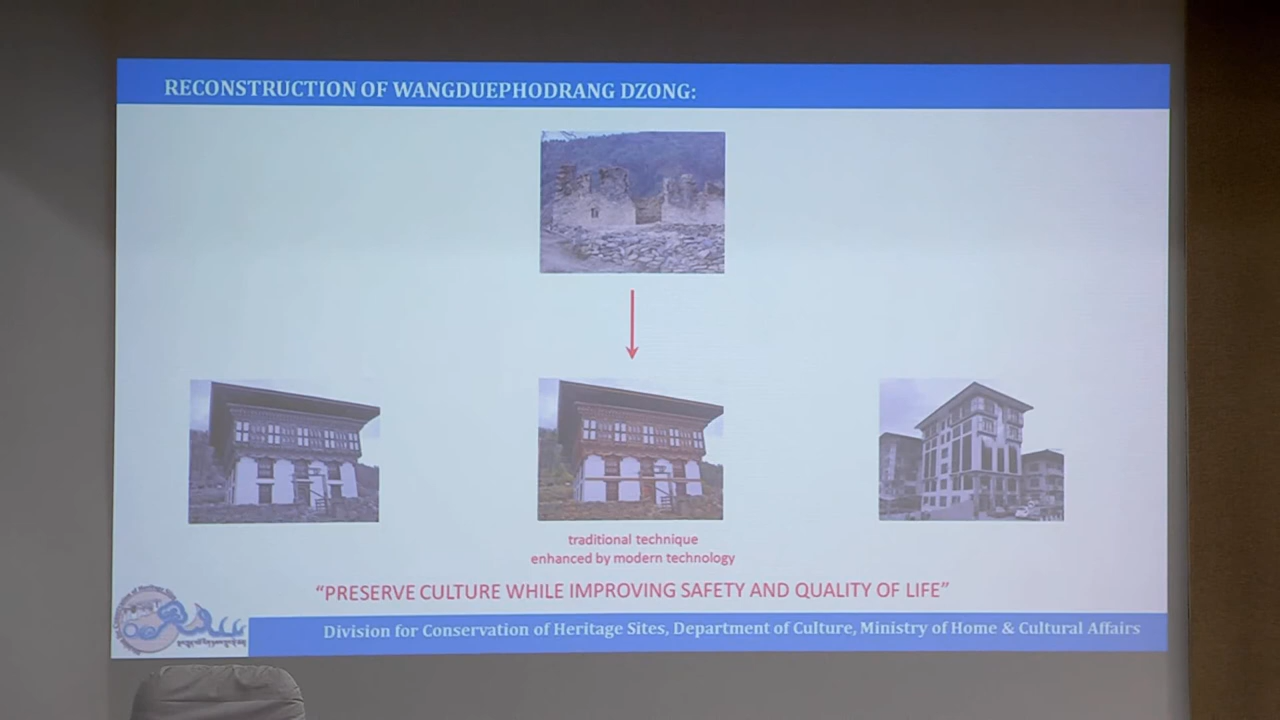 RECONSTRUCTION OF WANGDUEPHODRANG DZONG:
traditional technique
enhanced by modern technology
“PRESERVE CULTURE WHILE IMPROVING SAFETY AND QUALITY OF LIFE”
Division for Conservation of Heritage Sites, Department of Culture, Ministry of Home & Cultural Affairs